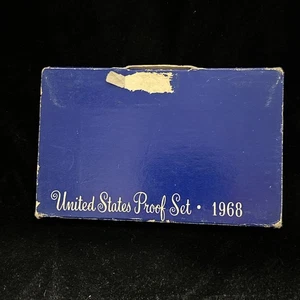 United States Proof Set • 1968